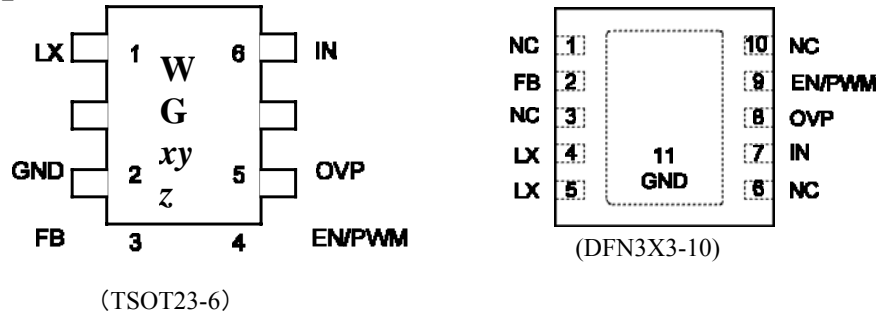 LX 1 W 6 IN
G
xy
GND 2 z 5 OVP
FB 3 4 EN/PWM
(TSOT23-6)
NC 1 10 NC
FB 2 9 EN/PWM
NC 3 8 OVP
LX 4 11 7 IN
LX 5 GND 6 NC
(DFN3X3-10)